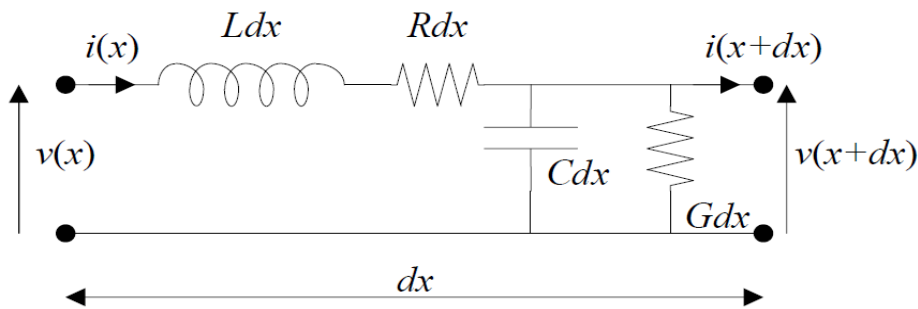 Ldx Rdx
i(x) i(x+dx)
v(x) Cdx v(x+dx)
Gdx
dx